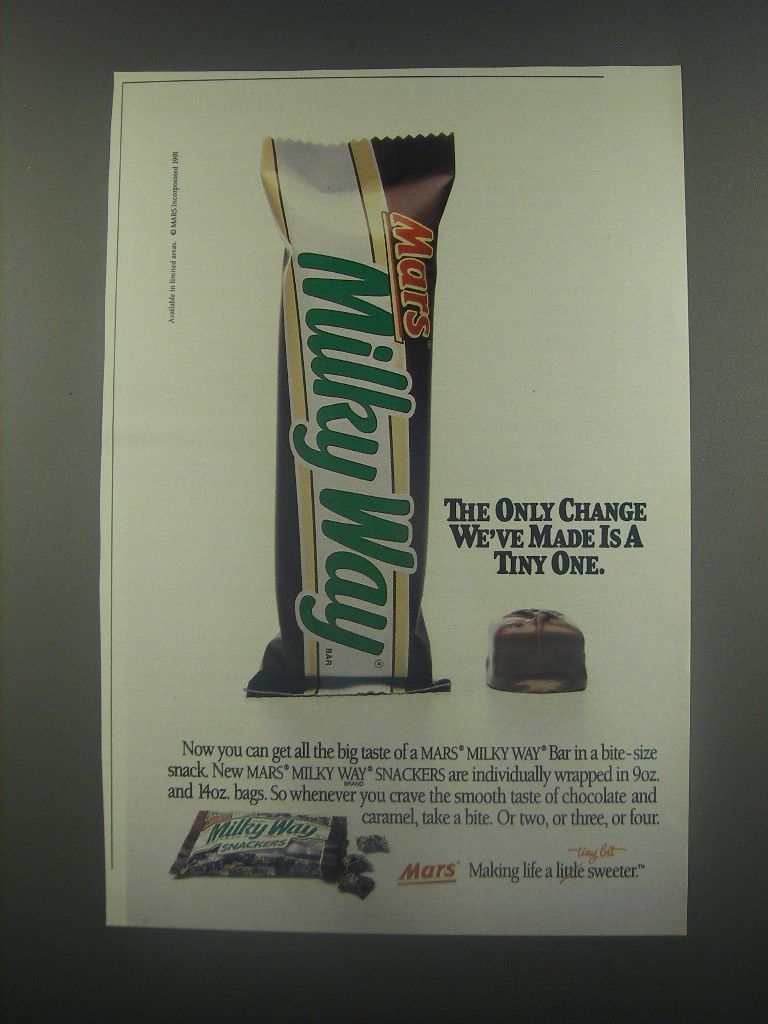 Available in limited areas. © MARS Incorporated 1991
Mars®
Milky Way®
BAR
THE ONLY CHANGE
WE'VE MADE IS A
TINY ONE.
Now you can get all the big taste of a MARS® MILKY WAY® Bar in a bite-size
snack. New MARS® MILKY WAY® SNACKERS are individually wrapped in 9oz.
BRAND
and 14oz. bags. So whenever you crave the smooth taste of chocolate and
caramel, take a bite. Or two, or three, or four.
Milky Way
SNACKERS
tiny bit
Mars® Making life a little sweeter.™